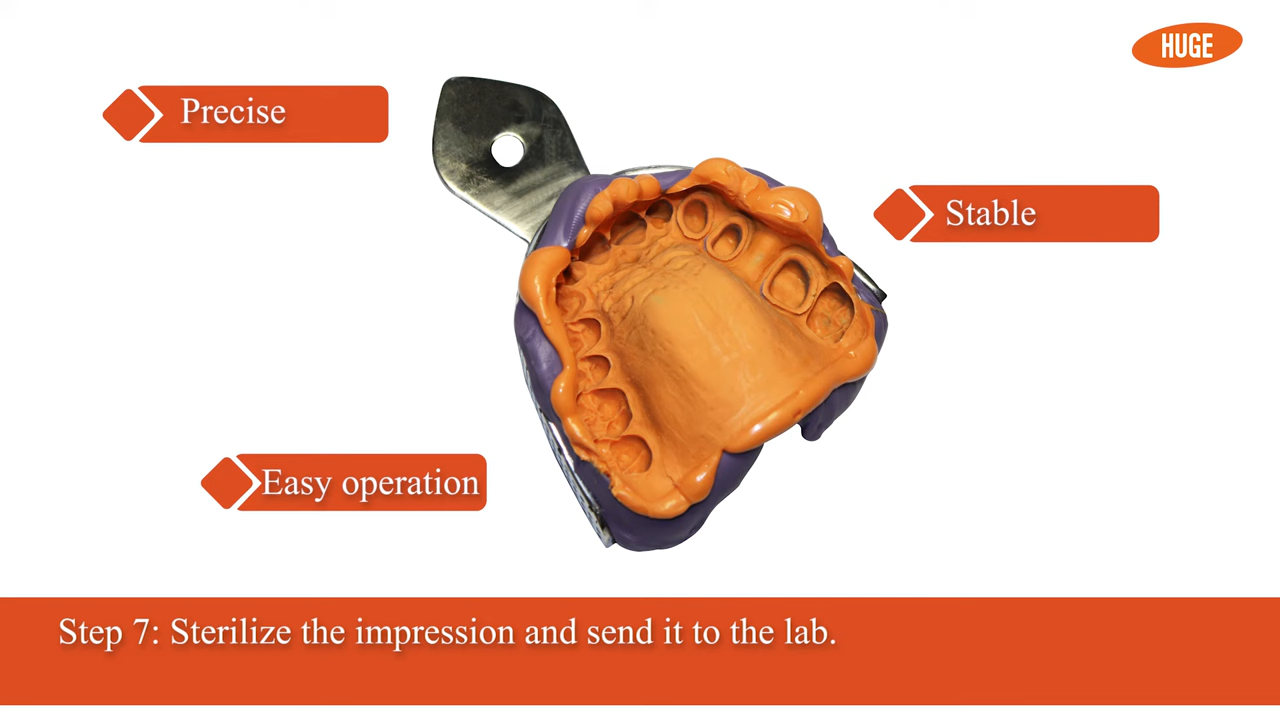 HUGE
Precise
Stable
Easy operation
Step 7: Sterilize the impression and send it to the lab.